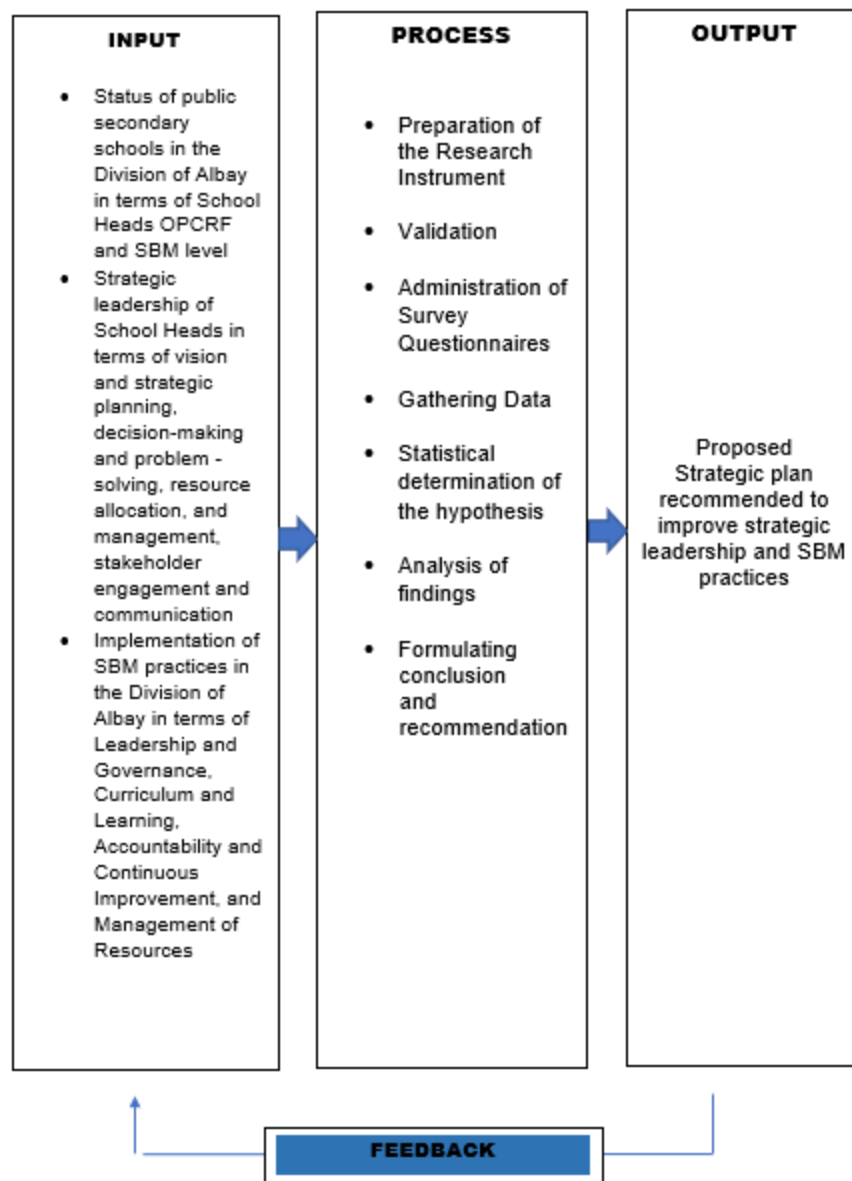 INPUT
• Status of public
secondary
schools in the
Division of Albay
in terms of School
Heads OPCRF
and SBM level
• Strategic
leadership of
School Heads in
terms of vision
and strategic
planning,
decision-making
and problem -
solving, resource
allocation, and
management,
stakeholder
engagement and
communication
• Implementation of
SBM practices in
the Division of
Albay in terms of
Leadership and
Governance,
Curriculum and
Learning,
Accountability and
Continuous
Improvement, and
Management of
Resources
PROCESS
• Preparation of
the Research
Instrument
• Validation
• Administration of
Survey
Questionnaires
• Gathering Data
• Statistical
determination of
the hypothesis
• Analysis of
findings
• Formulating
conclusion
and
recommendation
OUTPUT
Proposed
Strategic plan
recommended to
improve strategic
leadership and SBM
practices
FEEDBACK